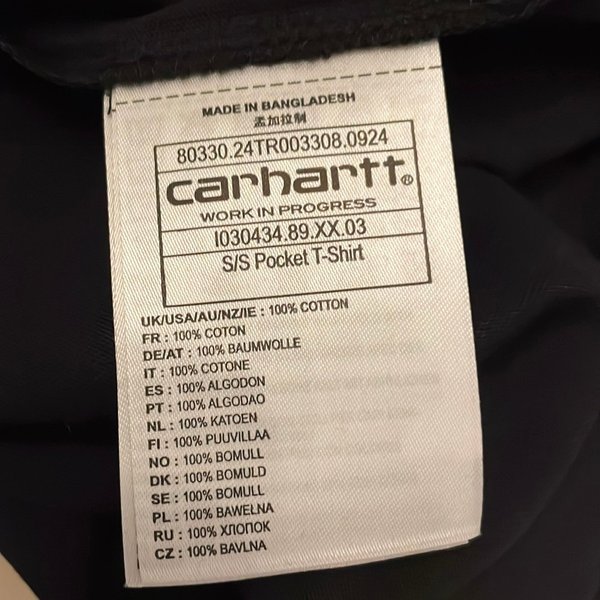 MADE IN BANGLADESH
孟加拉制
80330.24TR003308.0924
carhartt®
WORK IN PROGRESS
I030434.89.XX.03
S/S Pocket T-Shirt
UK/USA/AU/NZ/IE : 100% COTTON
FR : 100% COTON
DE/AT : 100% BAUMWOLLE
IT : 100% COTONE
ES : 100% ALGODON
PT : 100% ALGODAO
NL : 100% KATOEN
FI : 100% PUUVILLAA
NO : 100% BOMULL
DK : 100% BOMULD
SE : 100% BOMULL
PL : 100% BAWEŁNA
RU : 100% ХЛОПОК
CZ : 100% BAVLNA